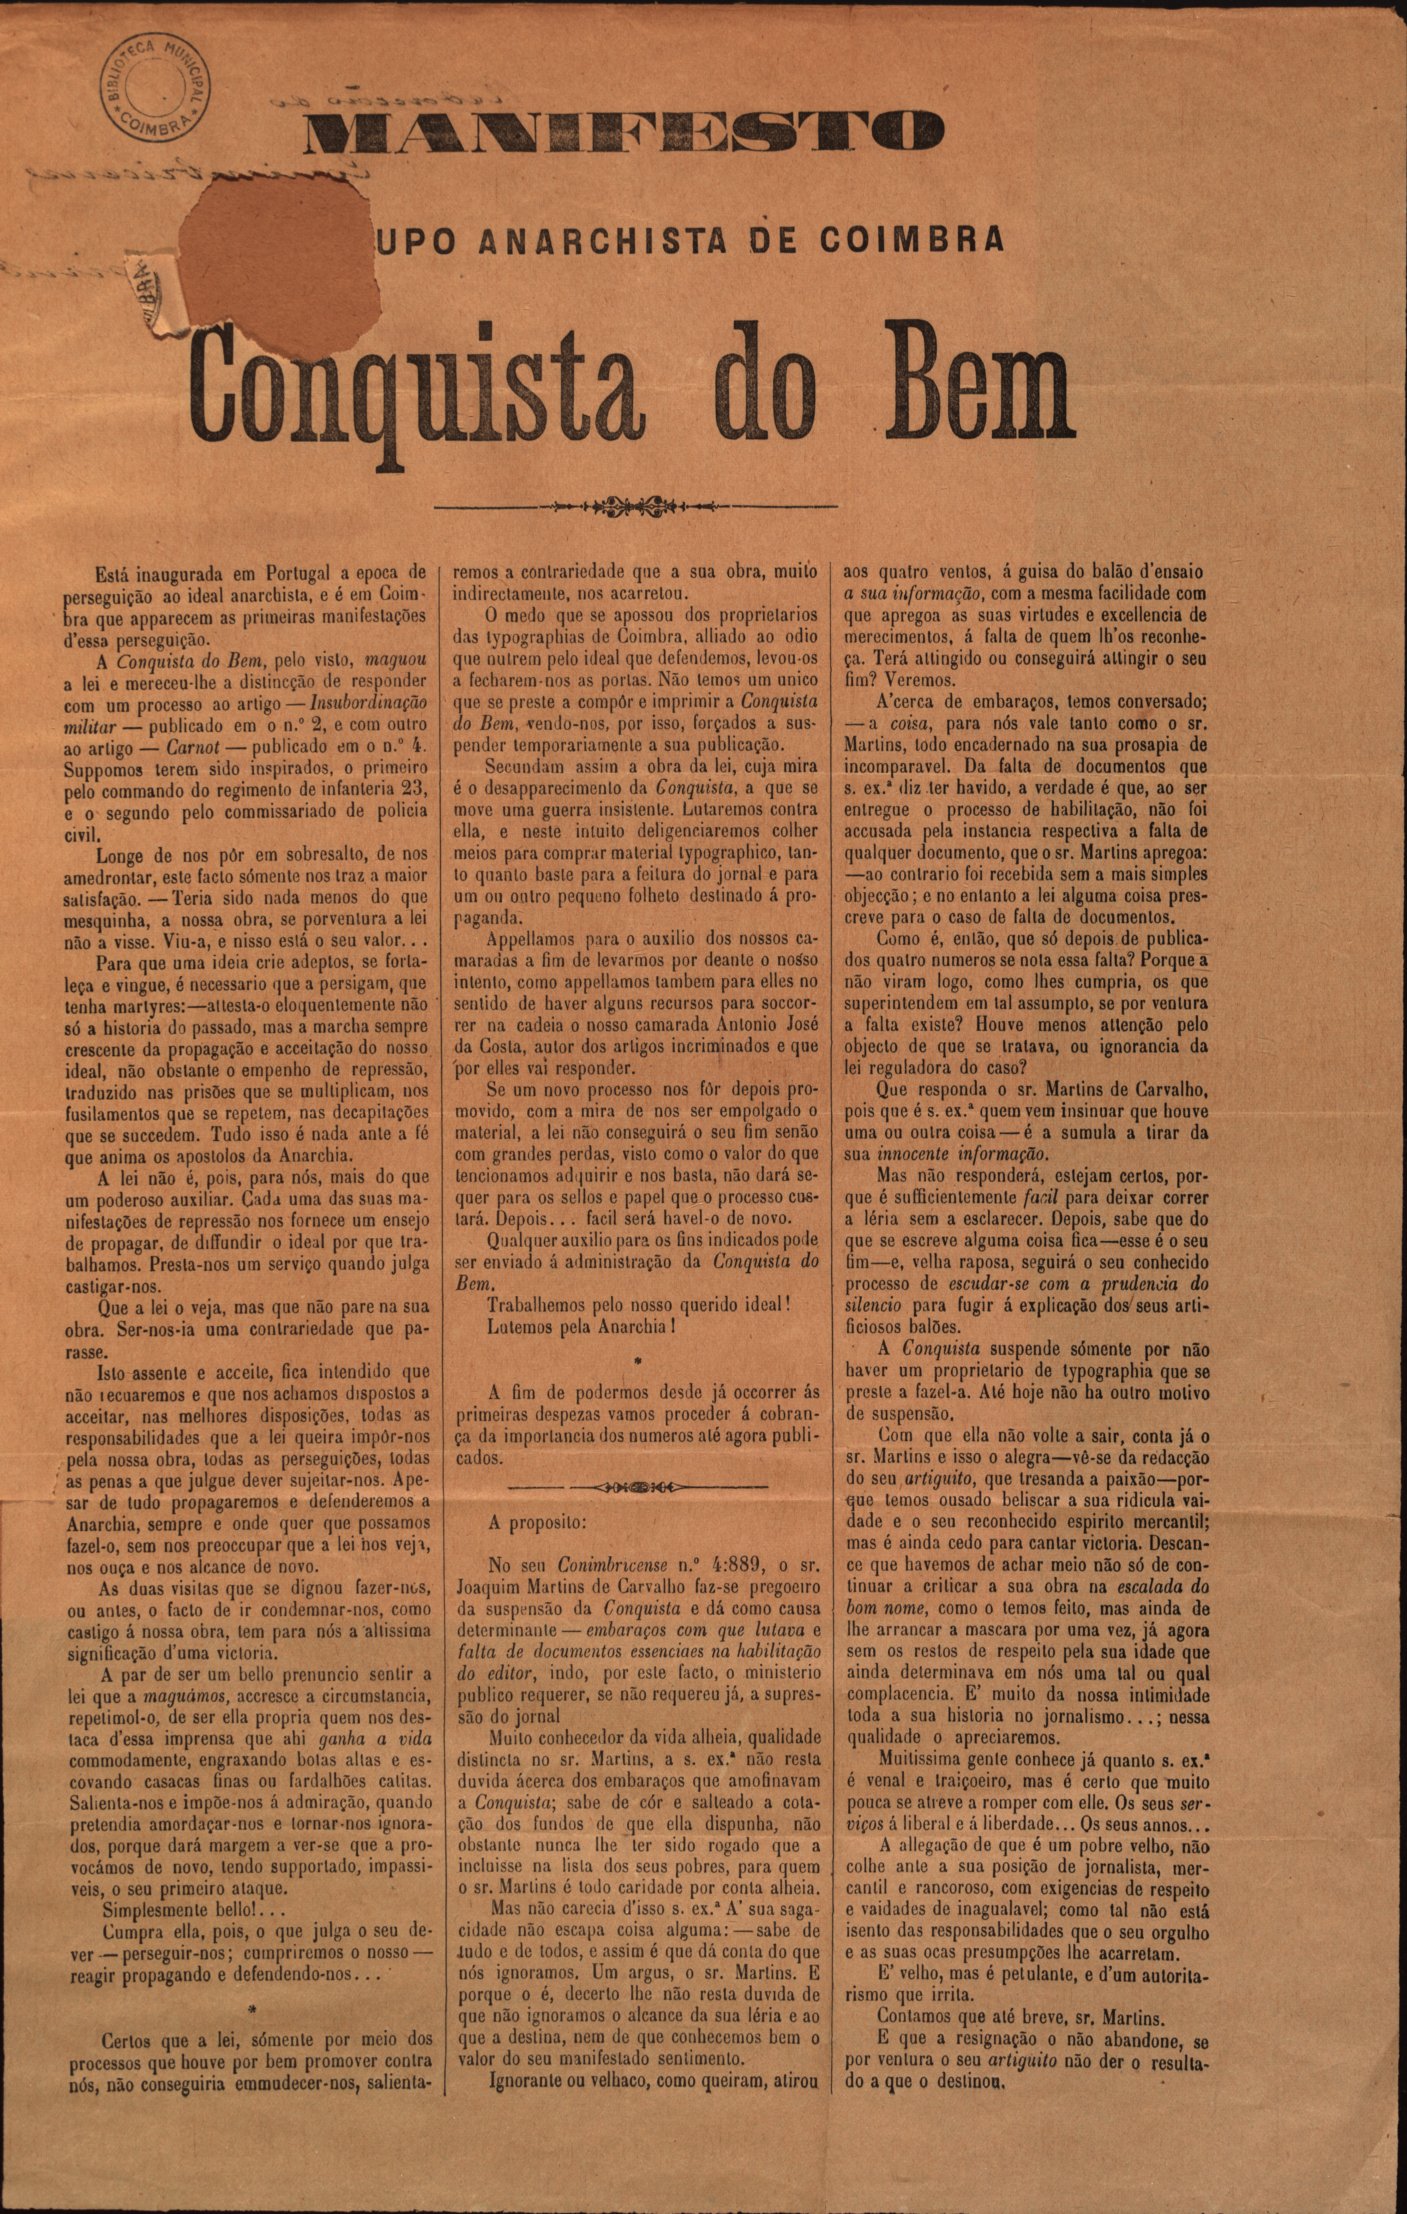 BIBLIOTECA MUNICIPAL
COIMBRA
MANIFESTO
UPO ANARCHISTA DE COIMBRA
Conquista do Bem
Está inaugurada em Portugal a epoca de
perseguição ao ideal anarchista, e é em Coim-
bra que apparecem as primeiras manifestações
d'essa perseguição.
A Conquista do Bem, pelo visto, maguou
a lei e mereceu-lhe a distincção de responder
com um processo ao artigo — Insubordinação
militar — publicado em o n.º 2, e com outro
ao artigo — Carnot — publicado em o n.º 4.
Suppomos terem sido inspirados, o primeiro
pelo commando do regimento de infanteria 23,
e o segundo pelo commissariado de policia
civil.
Longe de nos pôr em sobresalto, de nos
amedrontar, este facto sómente nos traz a maior
satisfação. — Teria sido nada menos do que
mesquinha, a nossa obra, se porventura a lei
não a visse. Viu-a, e nisso está o seu valor...
Para que uma ideia crie adeptos, se forta-
leça e vingue, é necessario que a persigam, que
tenha martyres:—attesta-o eloquentemente não
só a historia do passado, mas a marcha sempre
crescente da propagação e acceitação do nosso
ideal, não obstante o empenho de repressão,
traduzido nas prisões que se multiplicam, nos
fusilamentos que se repetem, nas decapitações
que se succedem. Tudo isso é nada ante a fé
que anima os apostolos da Anarchia.
A lei não é, pois, para nós, mais do que
um poderoso auxiliar. Cada uma das suas ma-
nifestações de repressão nos fornece um ensejo
de propagar, de diffundir o ideal por que tra-
balhamos. Presta-nos um serviço quando julga
castigar-nos.
Que a lei o veja, mas que não pare na sua
obra. Ser-nos-ia uma contrariedade que pa-
rasse.
Isto assente e acceite, fica intendido que
não recuaremos e que nos achamos dispostos a
acceitar, nas melhores disposições, todas as
responsabilidades que a lei queira impôr-nos
pela nossa obra, todas as perseguições, todas
as penas a que julgue dever sujeitar-nos. Ape-
sar de tudo propagaremos e defenderemos a
Anarchia, sempre e onde quer que possamos
fazel-o, sem nos preoccupar que a lei nos veja,
nos ouça e nos alcance de novo.
As duas visitas que se dignou fazer-nos,
ou antes, o facto de ir condemnar-nos, como
castigo á nossa obra, tem para nós a altissima
significação d'uma victoria.
A par de ser um bello prenuncio sentir a
lei que a maguámos, accresce a circumstancia,
repetimol-o, de ser ella propria quem nos des-
taca d'essa imprensa que ahi ganha a vida
commodamente, engraxando botas altas e es-
covando casacas finas ou fardalhões catitas.
Salienta-nos e impõe-nos á admiração, quando
pretendia amordaçar-nos e tornar-nos ignora-
dos, porque dará margem a ver-se que a pro-
vocámos de novo, tendo supportado, impassi-
veis, o seu primeiro ataque.
Simplesmente bello!...
Cumpra ella, pois, o que julga o seu de-
ver — perseguir-nos; cumpriremos o nosso —
reagir propagando e defendendo-nos...
*
Certos que a lei, sómente por meio dos
processos que houve por bem promover contra
nós, não conseguiria emmudecer-nos, salienta-
remos a contrariedade que a sua obra, muito
indirectamente, nos acarretou.
O medo que se apossou dos proprietarios
das typographias de Coimbra, alliado ao odio
que nutrem pelo ideal que defendemos, levou-os
a fecharem-nos as portas. Não temos um unico
que se preste a compôr e imprimir a Conquista
do Bem, vendo-nos, por isso, forçados a sus-
pender temporariamente a sua publicação.
Secundam assim a obra da lei, cuja mira
é o desapparecimento da Conquista, a que se
move uma guerra insistente. Lutaremos contra
ella, e neste intuito deligenciaremos colher
meios para comprar material typographico, tan-
to quanto baste para a feitura do jornal e para
um ou outro pequeno folheto destinado á pro-
paganda.
Appellamos para o auxilio dos nossos ca-
maradas a fim de levarmos por deante o nosso
intento, como appellamos tambem para elles no
sentido de haver alguns recursos para soccor-
rer na cadeia o nosso camarada Antonio José
da Costa, autor dos artigos incriminados e que
por elles vai responder.
Se um novo processo nos fôr depois pro-
movido, com a mira de nos ser empolgado o
material, a lei não conseguirá o seu fim senão
com grandes perdas, visto como o valor do que
tencionamos adquirir e nos basta, não dará se-
quer para os sellos e papel que o processo cus-
tará. Depois... facil será havel-o de novo.
Qualquer auxilio para os fins indicados pode
ser enviado á administração da Conquista do
Bem.
Trabalhemos pelo nosso querido ideal!
Lutemos pela Anarchia!
*
A fim de podermos desde já occorrer ás
primeiras despezas vamos proceder á cobran-
ça da importancia dos numeros até agora publi-
cados.
A proposito:
No seu Conimbricense n.º 4:889, o sr.
Joaquim Martins de Carvalho faz-se pregoeiro
da suspensão da Conquista e dá como causa
determinante — embaraços com que lutava e
falta de documentos essenciaes na habilitação
do editor, indo, por este facto, o ministerio
publico requerer, se não requereu já, a supres-
são do jornal
Muito conhecedor da vida alheia, qualidade
distincta no sr. Martins, a s. ex.ª não resta
duvida ácerca dos embaraços que amofinavam
a Conquista; sabe de cór e salteado a cota-
ção dos fundos de que ella dispunha, não
obstante nunca lhe ter sido rogado que a
incluisse na lista dos seus pobres, para quem
o sr. Martins é todo caridade por conta alheia.
Mas não carecia d'isso s. ex.ª A' sua saga-
cidade não escapa coisa alguma: — sabe de
tudo e de todos, e assim é que dá conta do que
nós ignoramos. Um argus, o sr. Martins. E
porque o é, decerto lhe não resta duvida de
que não ignoramos o alcance da sua léria e ao
que a destina, nem de que conhecemos bem o
valor do seu manifestado sentimento.
Ignorante ou velhaco, como queiram, atirou
aos quatro ventos, á guisa do balão d'ensaio
a sua informação, com a mesma facilidade com
que apregoa as suas virtudes e excellencia de
merecimentos, á falta de quem lh'os reconhe-
ça. Terá attingido ou conseguirá attingir o seu
fim? Veremos.
A'cerca de embaraços, temos conversado;
— a coisa, para nós vale tanto como o sr.
Martins, todo encadernado na sua prosapia de
incomparavel. Da falta de documentos que
s. ex.ª diz ter havido, a verdade é que, ao ser
entregue o processo de habilitação, não foi
accusada pela instancia respectiva a falta de
qualquer documento, que o sr. Martins apregoa:
—ao contrario foi recebida sem a mais simples
objecção; e no entanto a lei alguma coisa pres-
creve para o caso de falta de documentos.
Como é, então, que só depois de publica-
dos quatro numeros se nota essa falta? Porque a
não viram logo, como lhes cumpria, os que
superintendem em tal assumpto, se por ventura
a falta existe? Houve menos attenção pelo
objecto de que se tratava, ou ignorancia da
lei reguladora do caso?
Que responda o sr. Martins de Carvalho,
pois que é s. ex.ª quem vem insinuar que houve
uma ou outra coisa — é a sumula a tirar da
sua innocente informação.
Mas não responderá, estejam certos, por-
que é sufficientemente facil para deixar correr
a léria sem a esclarecer. Depois, sabe que do
que se escreve alguma coisa fica—esse é o seu
fim—e, velha raposa, seguirá o seu conhecido
processo de escudar-se com a prudencia do
silencio para fugir á explicação dos seus arti-
ficiosos balões.
A Conquista suspende sómente por não
haver um proprietario de typographia que se
preste a fazel-a. Até hoje não ha outro motivo
de suspensão.
Com que ella não volte a sair, conta já o
sr. Martins e isso o alegra—vê-se da redacção
do seu artiguito, que tresanda a paixão—por-
que temos ousado beliscar a sua ridicula vai-
dade e o seu reconhecido espirito mercantil;
mas é ainda cedo para cantar victoria. Descan-
ce que havemos de achar meio não só de con-
tinuar a criticar a sua obra na escalada do
bom nome, como o temos feito, mas ainda de
lhe arrancar a mascara por uma vez, já agora
sem os restos de respeito pela sua idade que
ainda determinava em nós uma tal ou qual
complacencia. E' muito da nossa intimidade
toda a sua historia no jornalismo...; nessa
qualidade o apreciaremos.
Muitissima gente conhece já quanto s. ex.ª
é venal e traiçoeiro, mas é certo que muito
pouca se atreve a romper com elle. Os seus ser-
viços á liberal e á liberdade... Os seus annos...
A allegação de que é um pobre velho, não
colhe ante a sua posição de jornalista, mer-
cantil e rancoroso, com exigencias de respeito
e vaidades de inagualavel; como tal não está
isento das responsabilidades que o seu orgulho
e as suas ocas presumpções lhe acarretam.
E' velho, mas é petulante, e d'um autorita-
rismo que irrita.
Contamos que até breve, sr. Martins.
E que a resignação o não abandone, se
por ventura o seu artiguito não der o resulta-
do a que o destinou.